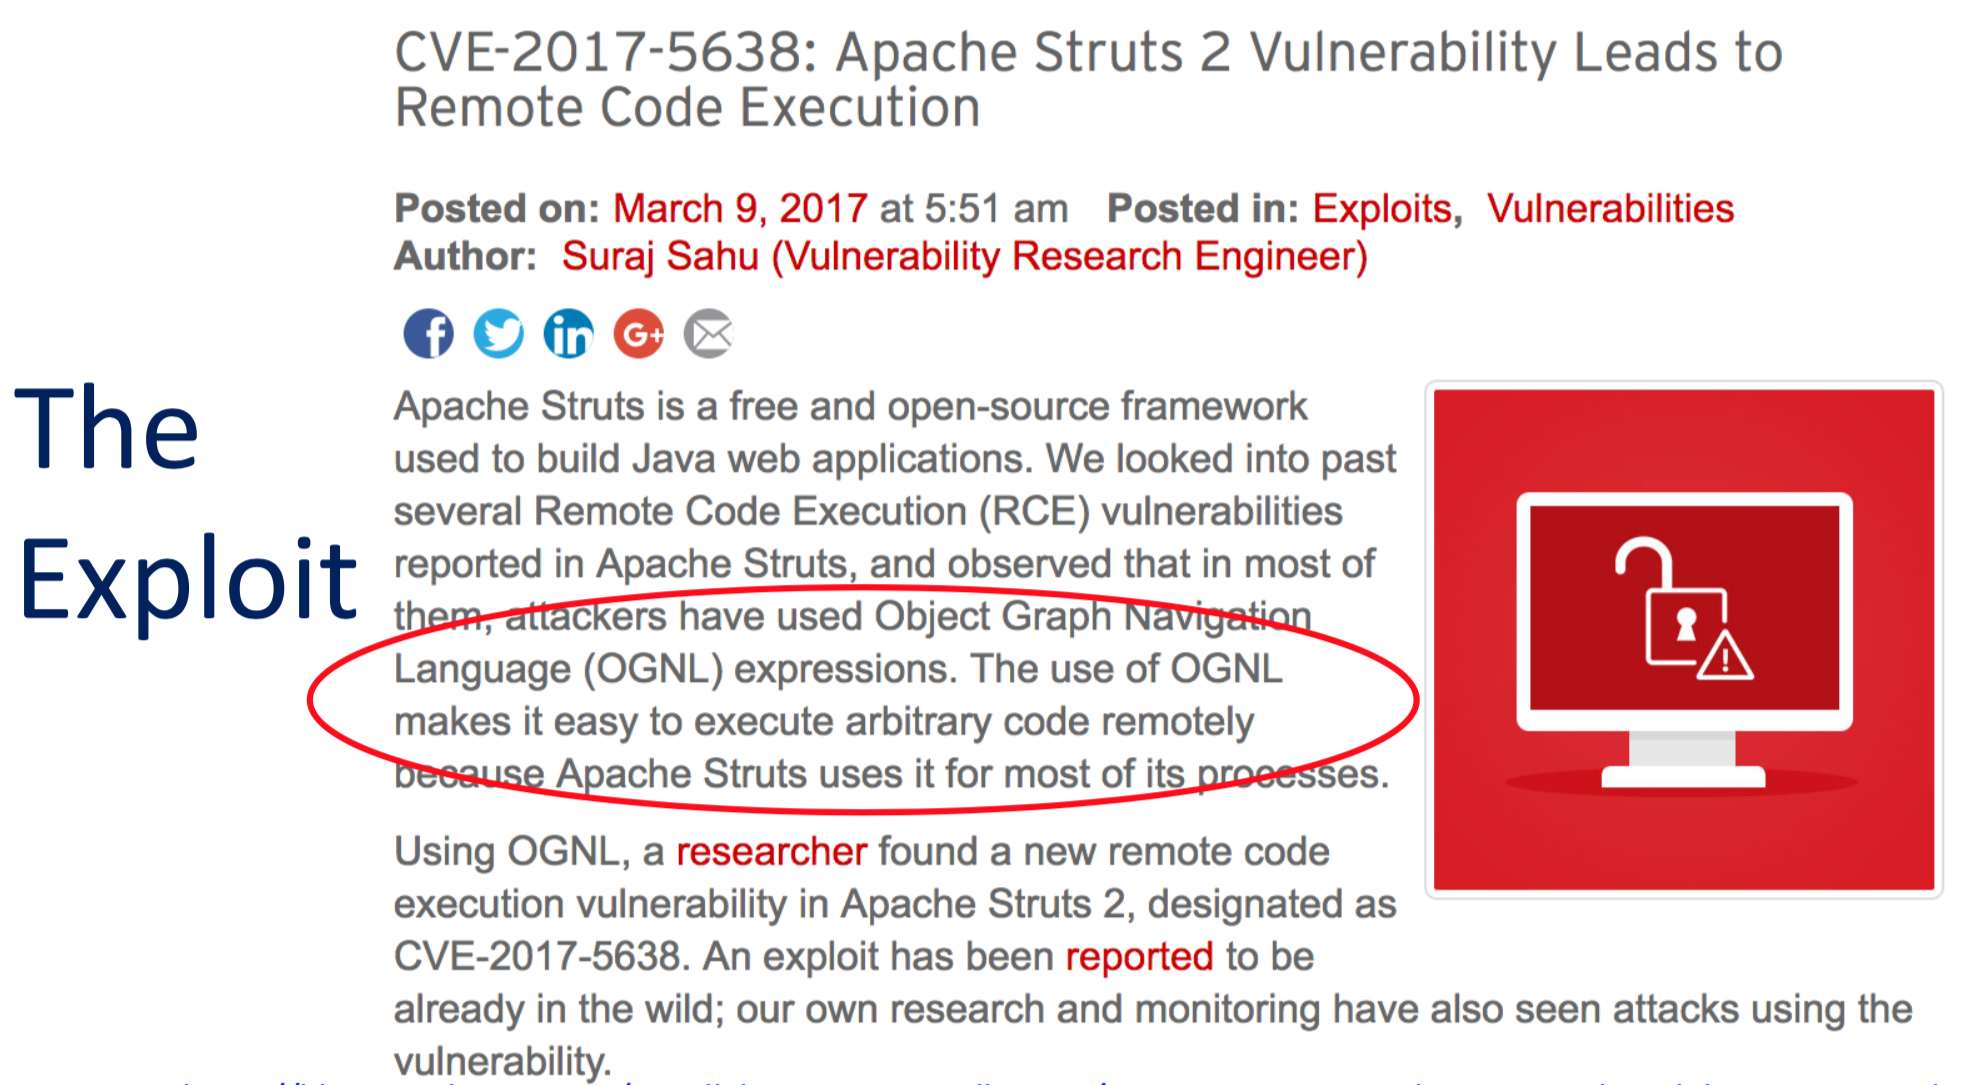 CVE-2017-5638: Apache Struts 2 Vulnerability Leads to
Remote Code Execution
Posted on: March 9, 2017 at 5:51 am Posted in: Exploits, Vulnerabilities
Author: Suraj Sahu (Vulnerability Research Engineer)
The
Exploit
Apache Struts is a free and open-source framework
used to build Java web applications. We looked into past
several Remote Code Execution (RCE) vulnerabilities
reported in Apache Struts, and observed that in most of
them, attackers have used Object Graph Navigation
Language (OGNL) expressions. The use of OGNL
makes it easy to execute arbitrary code remotely
because Apache Struts uses it for most of its processes.
Using OGNL, a researcher found a new remote code
execution vulnerability in Apache Struts 2, designated as
CVE-2017-5638. An exploit has been reported to be
already in the wild; our own research and monitoring have also seen attacks using the
vulnerability.